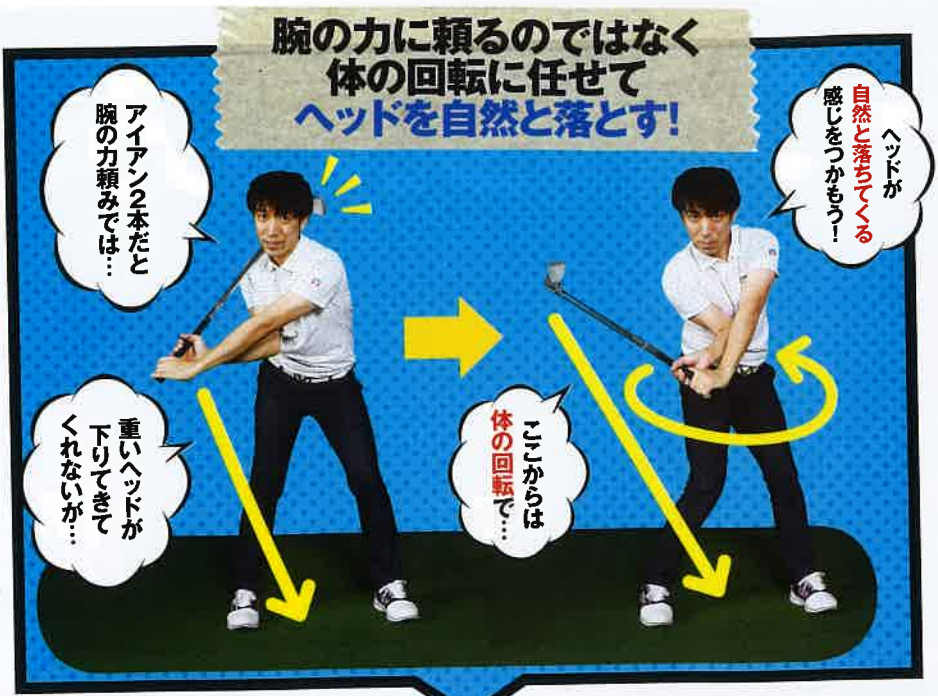 腕の力に頼るのではなく
体の回転に任せて
ヘッドを自然と落とす!
アイアン2本だと
腕の力頼みでは…
重いヘッドが
下りてきて
くれないが…
ここからは
体の回転で…
ヘッドが
自然と落ちてくる
感じをつかもう!